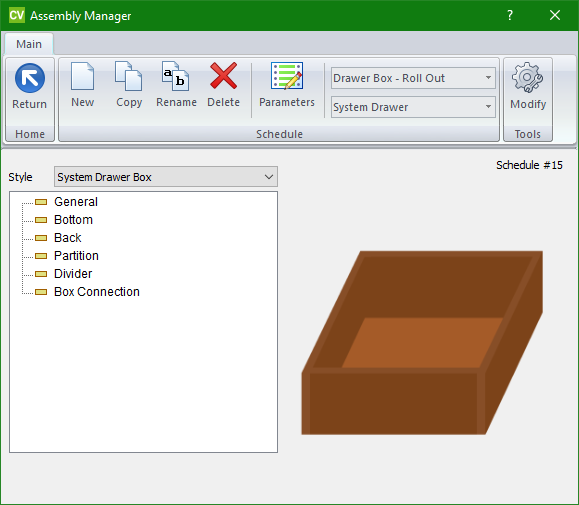 CV Assembly Manager ?
Main
Return
New
Copy
a b
Rename
Delete
Parameters
Drawer Box - Roll Out
System Drawer
Modify
Home
Schedule
Tools
Schedule #15
Style System Drawer Box
General
Bottom
Back
Partition
Divider
Box Connection